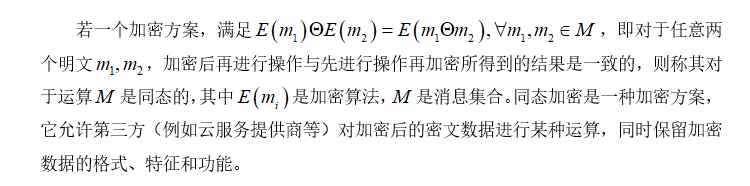 若一个加密方案，满足 E(m₁)ΘE(m₂) = E(m₁Θm₂), ∀m₁, m₂ ∈ M ，即对于任意两
个明文 m₁, m₂ ，加密后再进行操作与先进行操作再加密所得到的结果是一致的，则称其对
于运算 M 是同态的，其中 E(mᵢ) 是加密算法，M 是消息集合。同态加密是一种加密方案，
它允许第三方（例如云服务提供商等）对加密后的密文数据进行某种运算，同时保留加密
数据的格式、特征和功能。